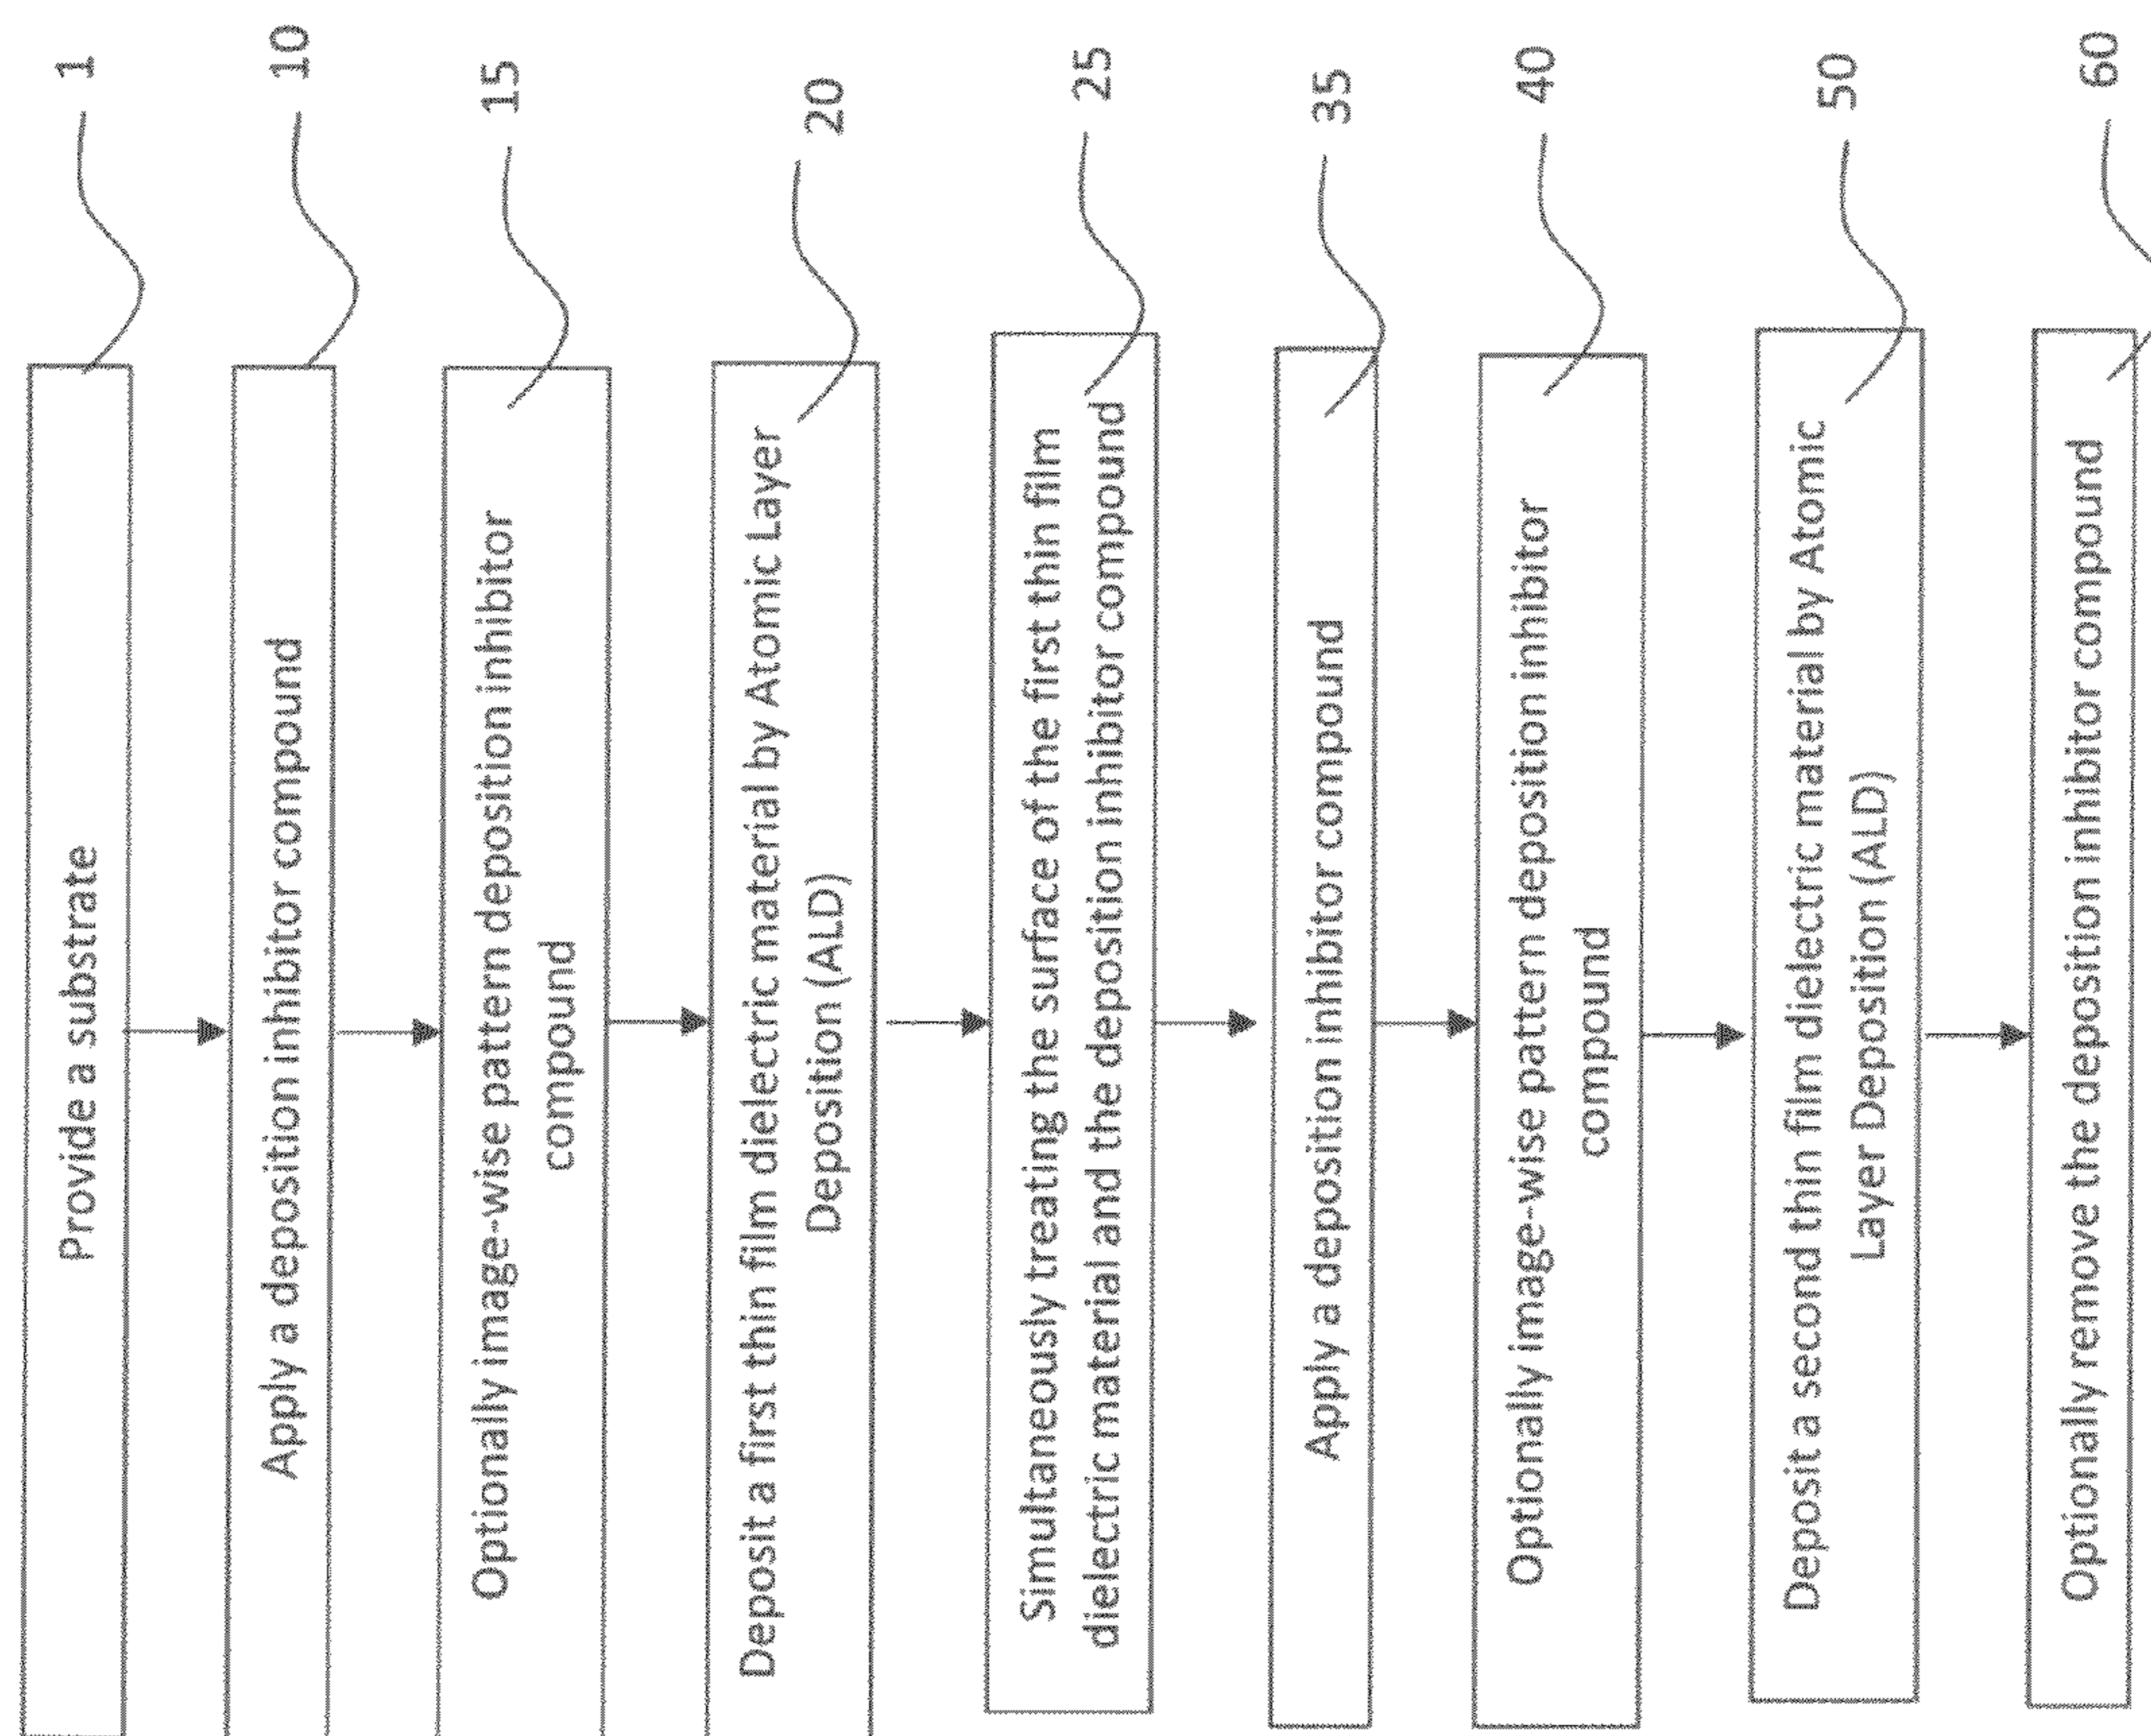 Provide a substrate
1
Apply a deposition inhibitor compound
10
Optionally image-wise pattern deposition inhibitor
compound
15
Deposit a first thin film dielectric material by Atomic Layer
Deposition (ALD)
20
Simultaneously treating the surface of the first thin film
dielectric material and the deposition inhibitor compound
25
Apply a deposition inhibitor compound
35
Optionally image-wise pattern deposition inhibitor
compound
40
Deposit a second thin film dielectric material by Atomic
Layer Deposition (ALD)
50
Optionally remove the deposition inhibitor compound
60